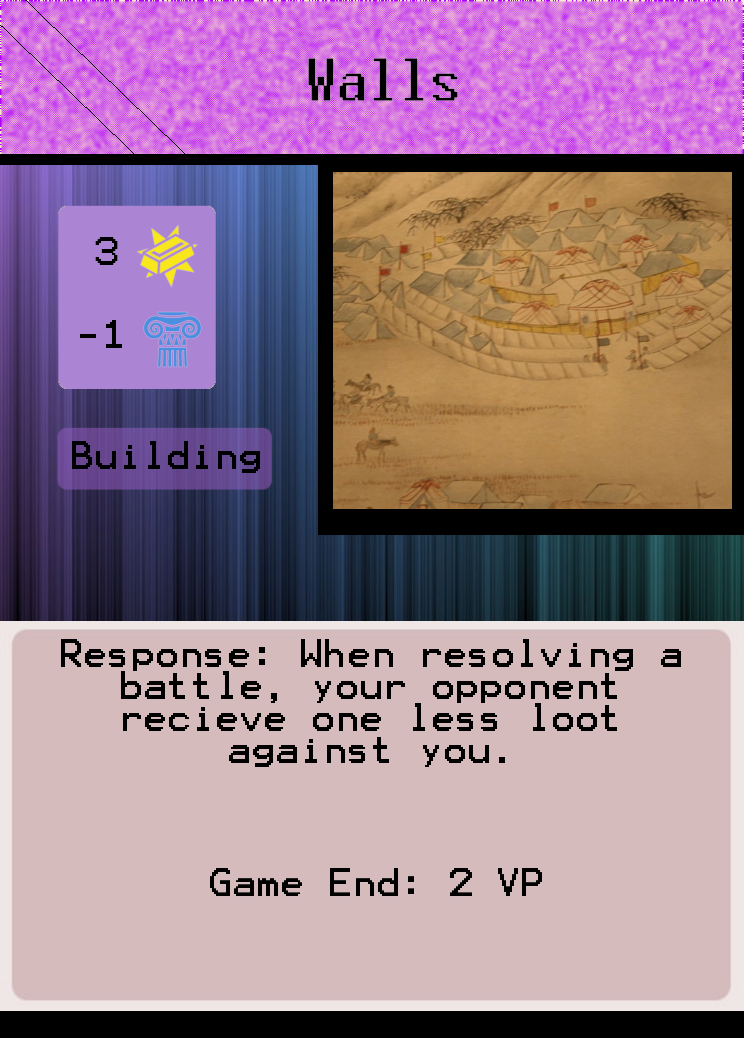 Walls
3
-1
Building
Response: When resolving a
battle, your opponent
recieve one less loot
against you.
Game End: 2 VP